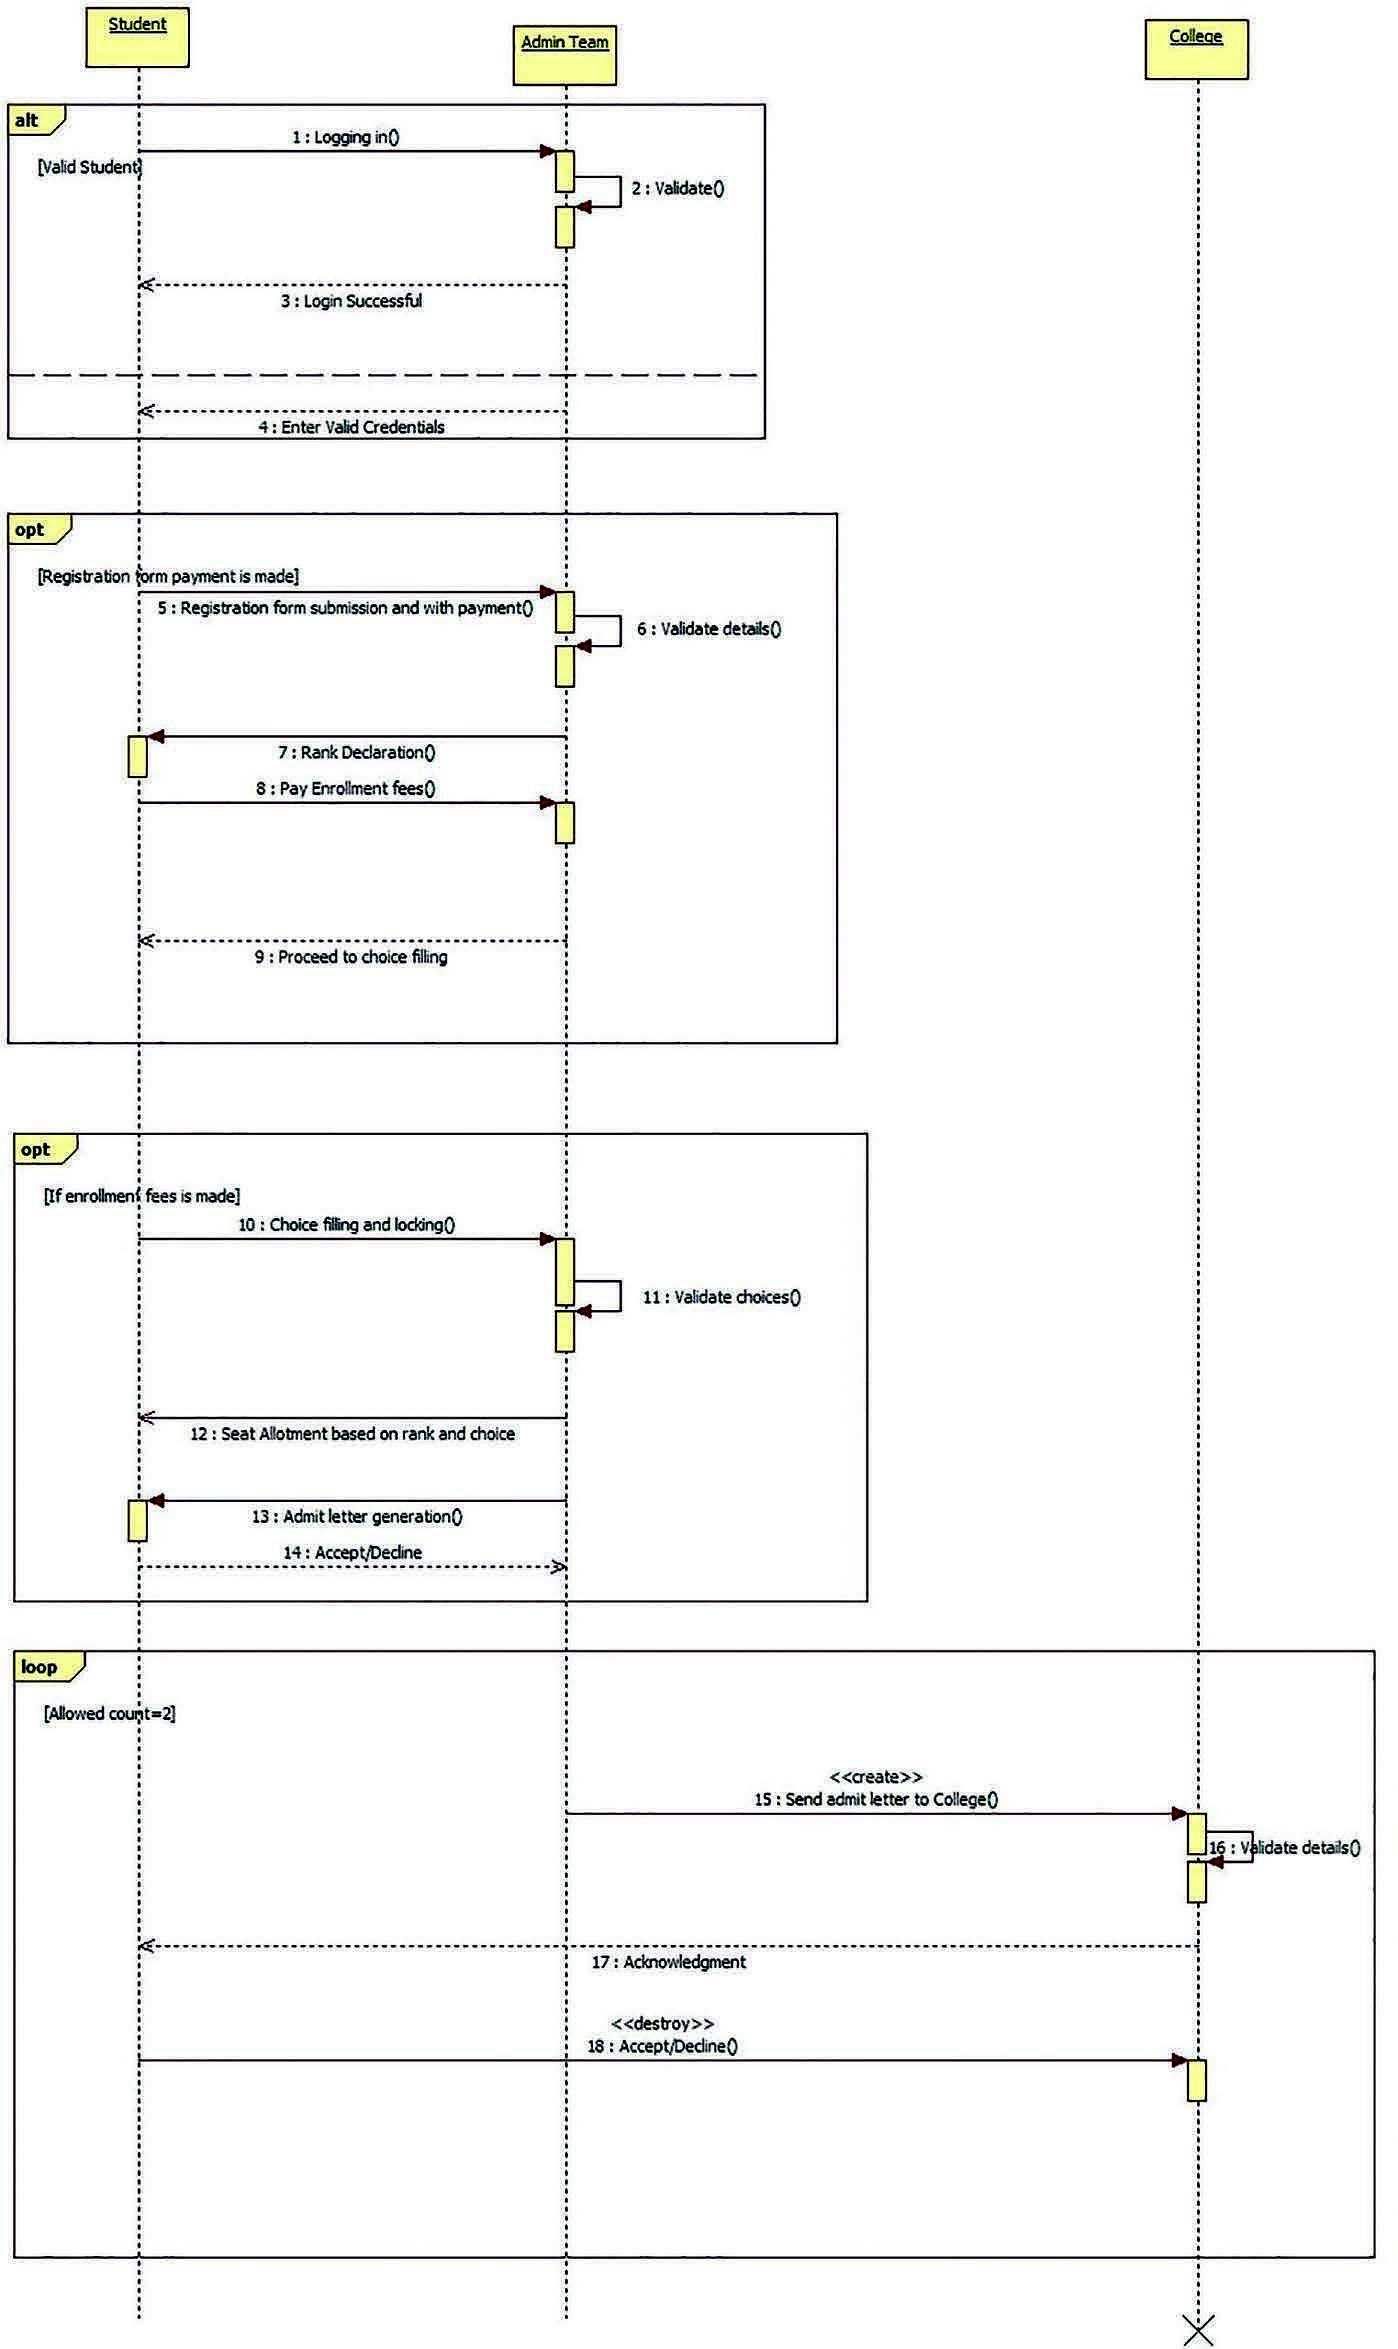 Student
Admin Team
College
alt
1 : Logging in()
[Valid Student]
2 : Validate()
3 : Login Successful
4 : Enter Valid Credentials
opt
[Registration form payment is made]
5 : Registration form submission and with payment()
6 : Validate details()
7 : Rank Declaration()
8 : Pay Enrollment fees()
9 : Proceed to choice filling
opt
[If enrollment fees is made]
10 : Choice filling and locking()
11 : Validate choices()
12 : Seat Allotment based on rank and choice
13 : Admit letter generation()
14 : Accept/Decline
loop
[Allowed count=2]
<<create>>
15 : Send admit letter to College()
16 : Validate details()
17 : Acknowledgment
<<destroy>>
18 : Accept/Decline()